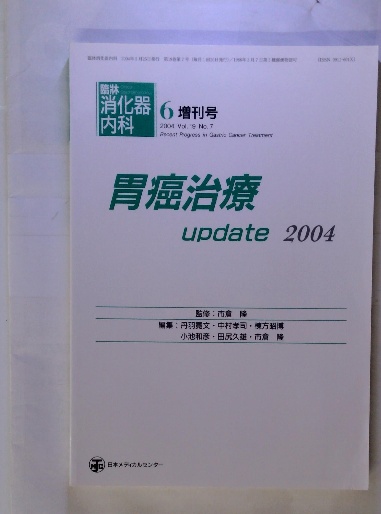 臨牀
消化器
内科
6 増刊号
2004 Vol. 19 No. 7
Recent Progress in Gastric Cancer Treatment
胃癌治療
update 2004
監修：市倉 隆
編集：丹羽寛文・中村孝司・棟方昭博
小池和彦・田尻久雄・市倉 隆
日本メディカルセンター